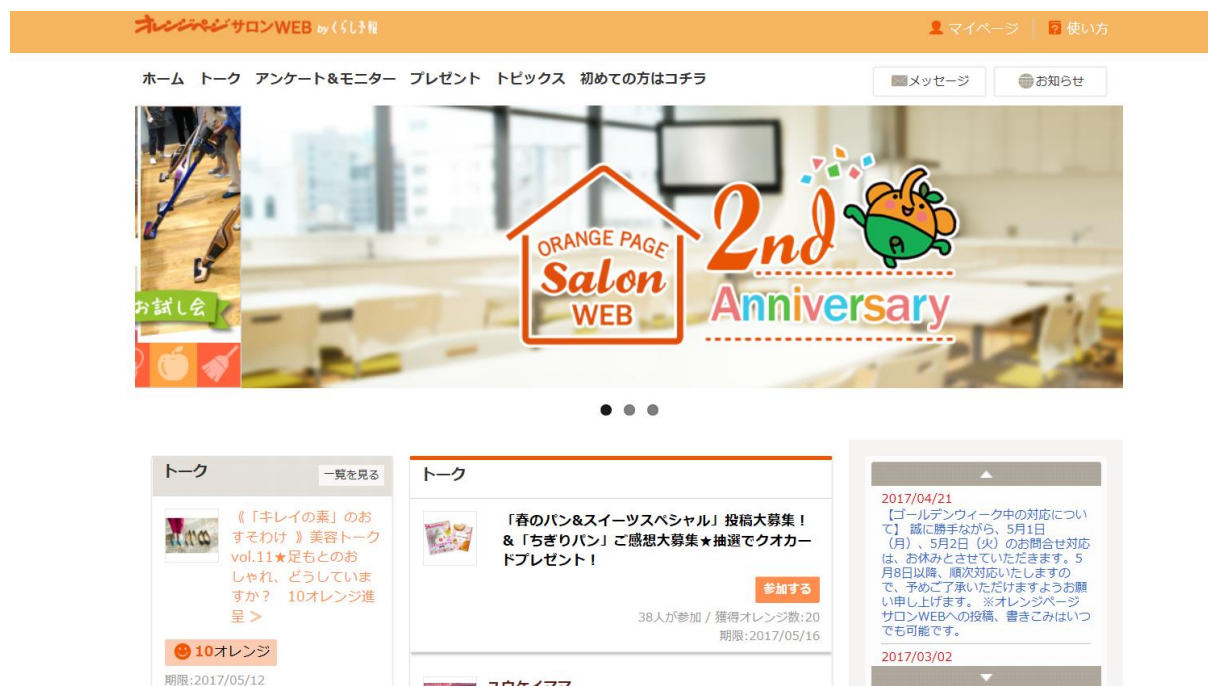 オレンジページサロンWEB byくらし予報
マイページ
使い方
ホーム トーク アンケート&モニター プレゼント トピックス 初めての方はコチラ
メッセージ
お知らせ
お試し会
ORANGE PAGE
Salon
WEB
2nd
Anniversary
トーク
一覧を見る
《「キレイの素」のお
すそわけ 》美容トーク
vol.11★足もとのお
しゃれ、どうしていま
すか? 10オレンジ進
呈 ≫
10オレンジ
期限:2017/05/12
トーク
「春のパン&スイーツスペシャル」投稿大募集!
&「ちぎりパン」ご感想大募集★抽選でクオカー
ドプレゼント!
参加する
38人が参加 / 獲得オレンジ数:20
期限:2017/05/16
2017/04/21
【ゴールデンウィーク中の対応につい
て】 誠に勝手ながら、5月1日
(月)、5月2日(火)のお問合せ対応
は、お休みとさせていただきます。5
月8日以降、順次対応いたしますの
で、予めご了承いただけますようお願
い申し上げます。 ※オレンジページ
サロンWEBへの投稿、書きこみはいつ
でも可能です。
2017/03/02